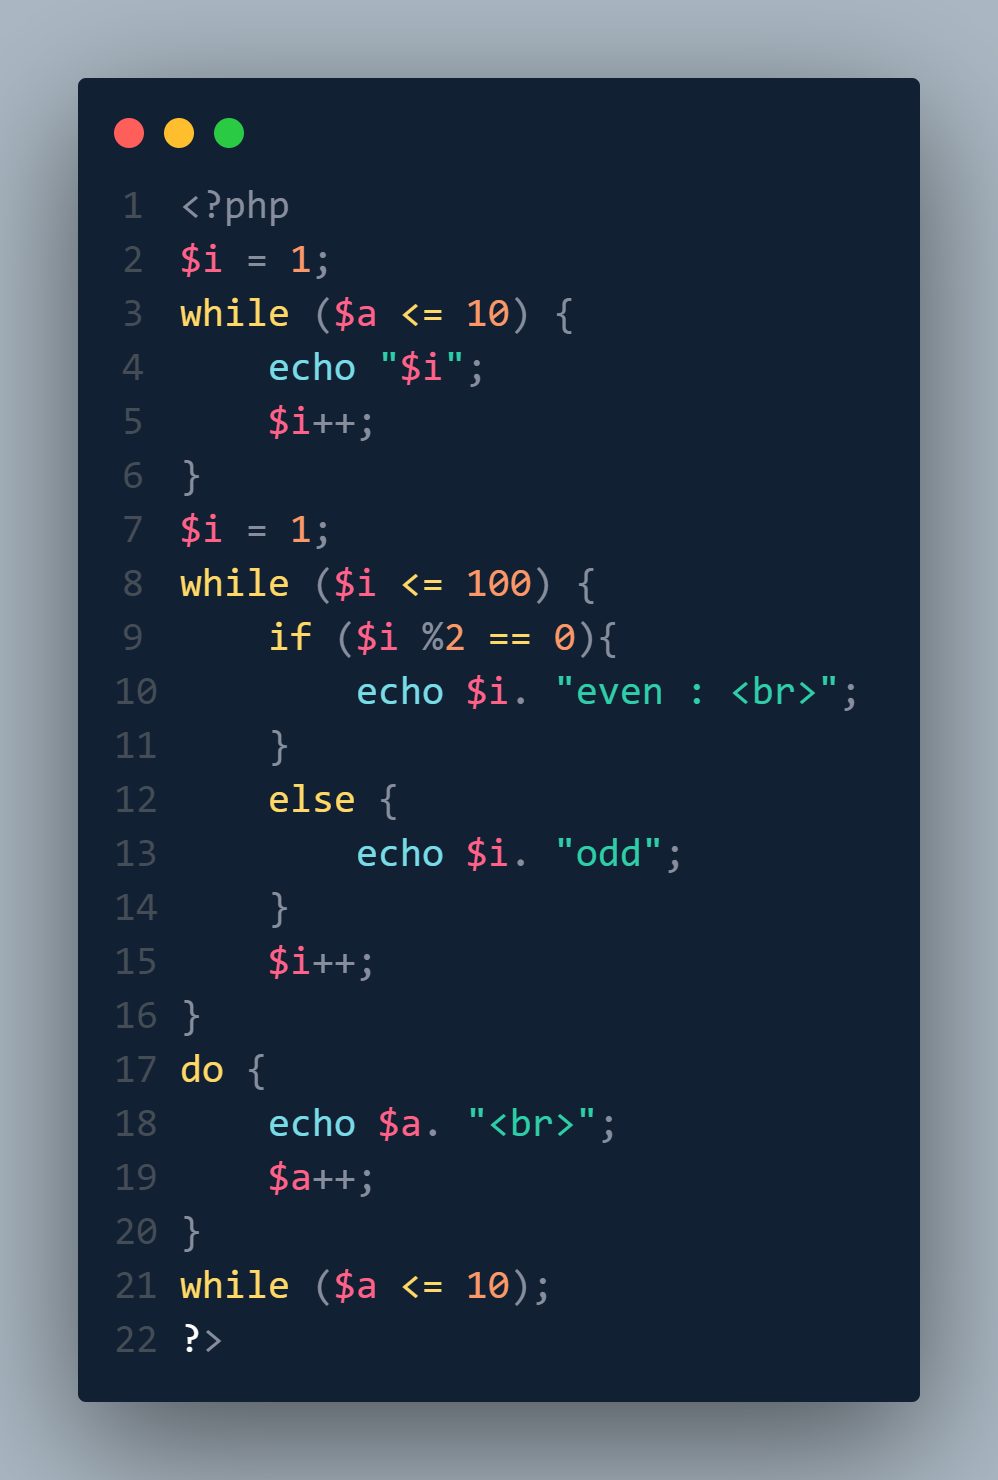 1 <?php
2 $i = 1;
3 while ($a <= 10) {
4     echo "$i";
5     $i++;
6 }
7 $i = 1;
8 while ($i <= 100) {
9     if ($i %2 == 0){
10         echo $i. "even : <br>";
11     }
12     else {
13         echo $i. "odd";
14     }
15     $i++;
16 }
17 do {
18     echo $a. "<br>";
19     $a++;
20 }
21 while ($a <= 10);
22 ?>